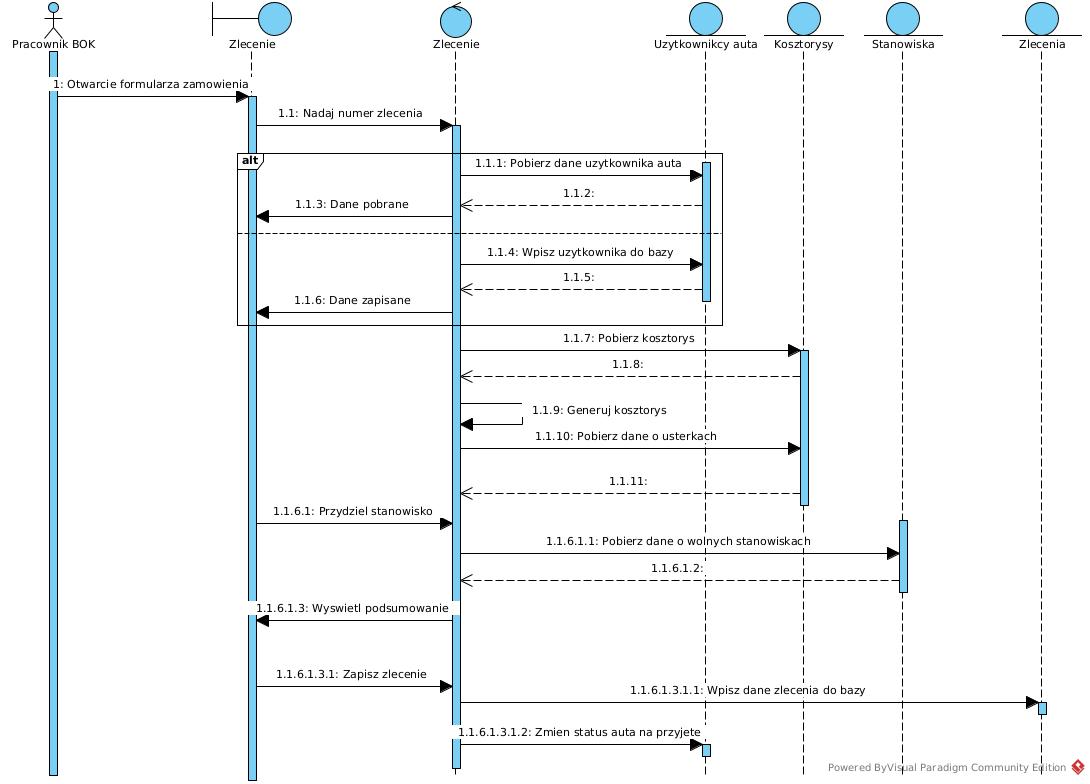 Pracownik BOK
Zlecenie
Zlecenie
Uzytkownikcy auta
Kosztorysy
Stanowiska
Zlecenia
1: Otwarcie formularza zamowienia
1.1: Nadaj numer zlecenia
alt
1.1.1: Pobierz dane uzytkownika auta
1.1.2:
1.1.3: Dane pobrane
1.1.4: Wpisz uzytkownika do bazy
1.1.5:
1.1.6: Dane zapisane
1.1.7: Pobierz kosztorys
1.1.8:
1.1.9: Generuj kosztorys
1.1.10: Pobierz dane o usterkach
1.1.11:
1.1.6.1: Przydziel stanowisko
1.1.6.1.1: Pobierz dane o wolnych stanowiskach
1.1.6.1.2:
1.1.6.1.3: Wyswietl podsumowanie
1.1.6.1.3.1: Zapisz zlecenie
1.1.6.1.3.1.1: Wpisz dane zlecenia do bazy
1.1.6.1.3.1.2: Zmien status auta na przyjete
Powered ByVisual Paradigm Community Edition